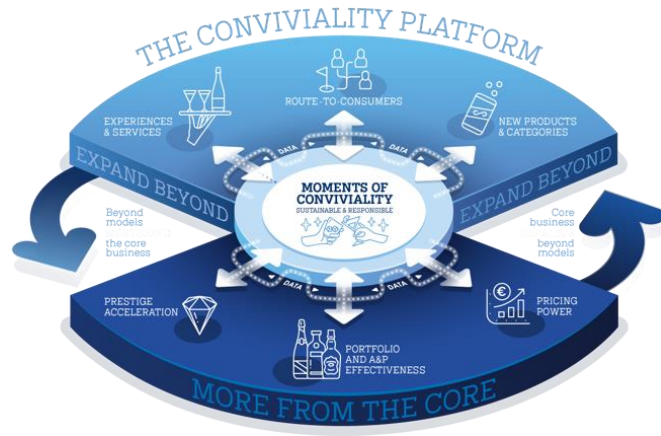 THE CONVIVIALITY PLATFORM
EXPERIENCES
& SERVICES
ROUTE-TO-CONSUMERS
NEW PRODUCTS
& CATEGORIES
EXPAND BEYOND
EXPAND BEYOND
DATA
DATA
MOMENTS OF
CONVIVIALITY
SUSTAINABLE & RESPONSIBLE
Beyond
models
the core
business
Core
business
beyond
models
DATA
DATA
PRESTIGE
ACCELERATION
PORTFOLIO
AND A&P
EFFECTIVENESS
€
PRICING
POWER
MORE FROM THE CORE